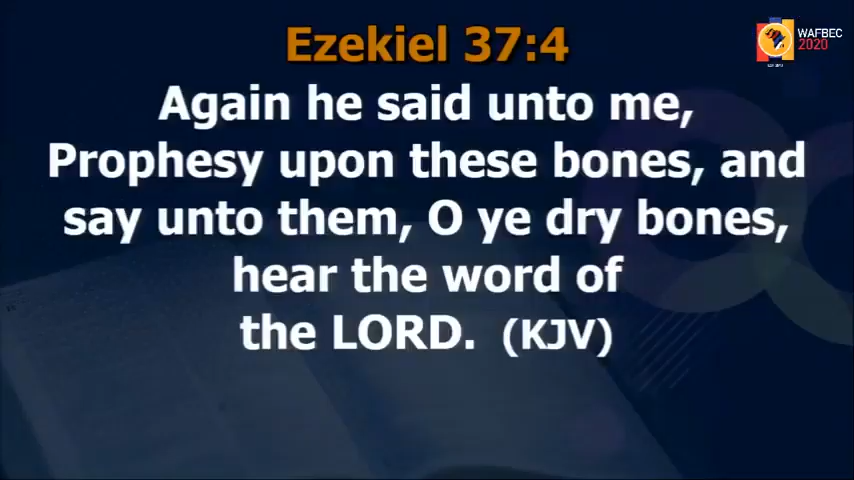 Ezekiel 37:4
WAFBEC
2020
Again he said unto me,
Prophesy upon these bones, and
say unto them, O ye dry bones,
hear the word of
the LORD. (KJV)